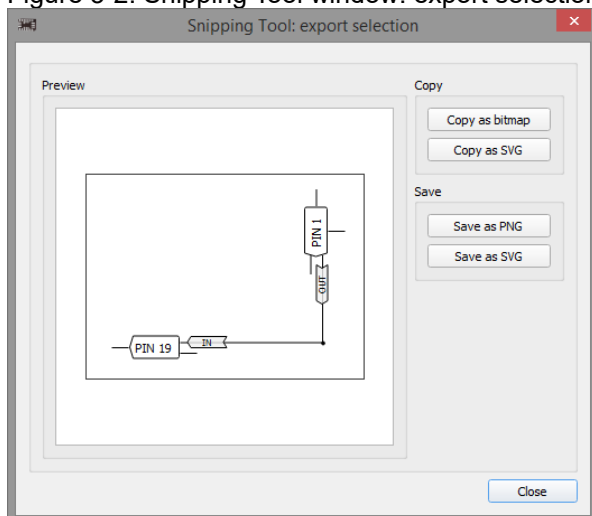 Figure 3-2. Snipping Tool window: export selection
Snipping Tool: export selection
Preview
Copy
Copy as bitmap
Copy as SVG
Save
Save as PNG
Save as SVG
PIN 1
OUT
IN
PIN 19
Close